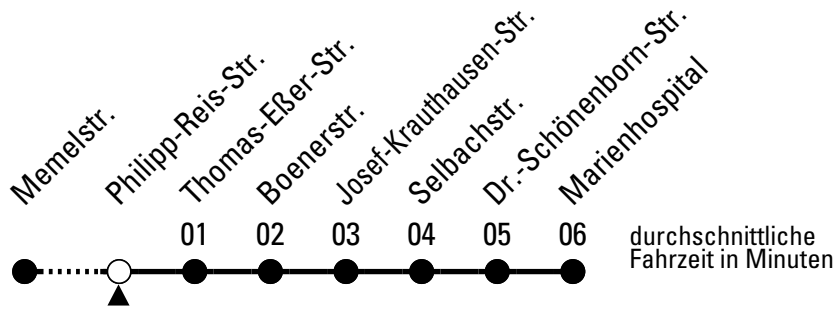 Memelstr.
Philipp-Reis-Str.
Thomas-Eßer-Str.
Boenerstr.
Josef-Krauthausen-Str.
Selbachstr.
Dr.-Schönenborn-Str.
Marienhospital
01 02 03 04 05 06
durchschnittliche
Fahrzeit in Minuten